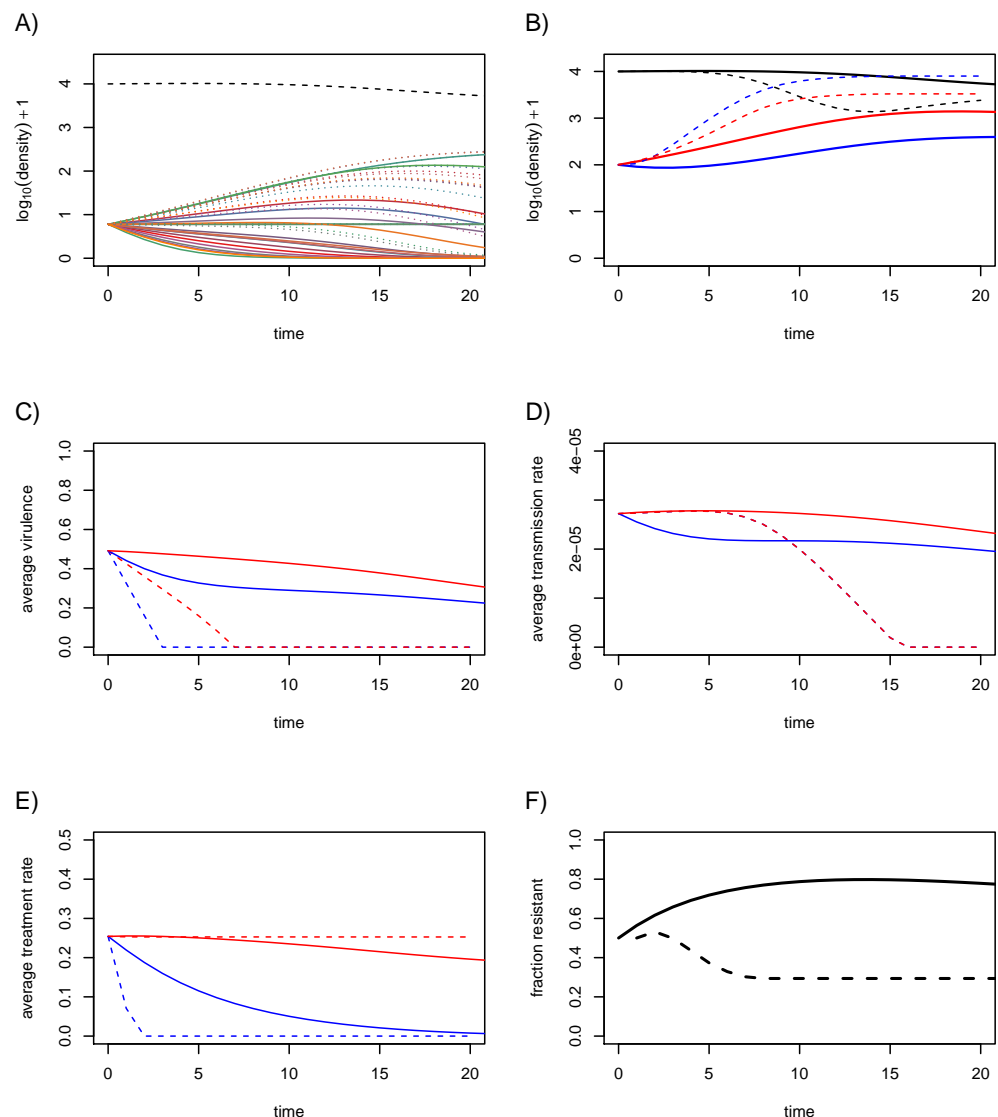 A)
log10(density) + 1
0 1 2 3 4
0 5 10 15 20
time
B)
log10(density) + 1
0 1 2 3 4
0 5 10 15 20
time
C)
average virulence
0.0 0.2 0.4 0.6 0.8 1.0
0 5 10 15 20
time
D)
average transmission rate
0e+00 2e−05 4e−05
0 5 10 15 20
time
E)
average treatment rate
0.0 0.1 0.2 0.3 0.4 0.5
0 5 10 15 20
time
F)
fraction resistant
0.0 0.2 0.4 0.6 0.8 1.0
0 5 10 15 20
time